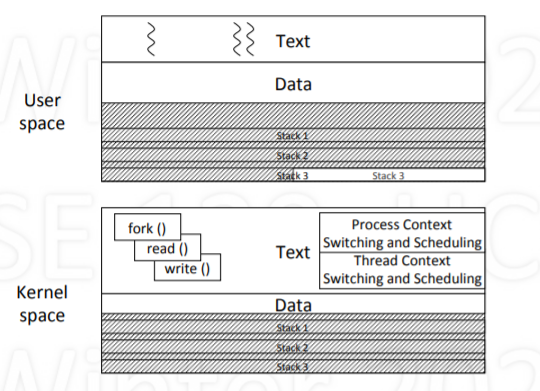 Text
Data
User
space
Stack 1
Stack 2
Stack 3 Stack 3
fork ()
read ()
write ()
Text
Process Context
Switching and Scheduling
Thread Context
Switching and Scheduling
Kernel
space
Data
Stack 1
Stack 2
Stack 3